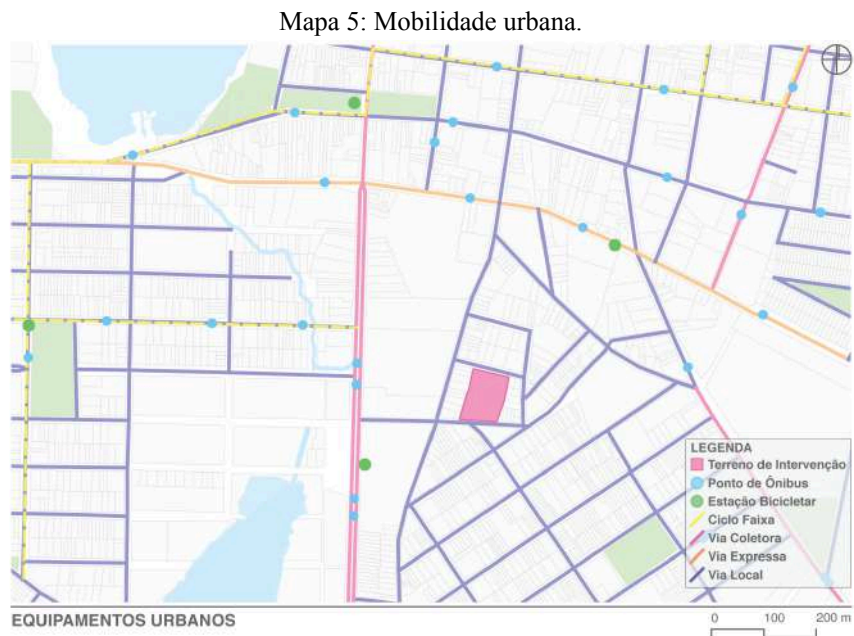 Mapa 5: Mobilidade urbana.
LEGENDA
Terreno de Intervenção
Ponto de Ônibus
Estação Bicicletar
Ciclo Faixa
Via Coletora
Via Expressa
Via Local
EQUIPAMENTOS URBANOS
0 100 200 m